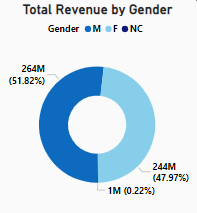 Total Revenue by Gender
Gender M F NC
264M
(51.82%)
244M
(47.97%)
1M (0.22%)